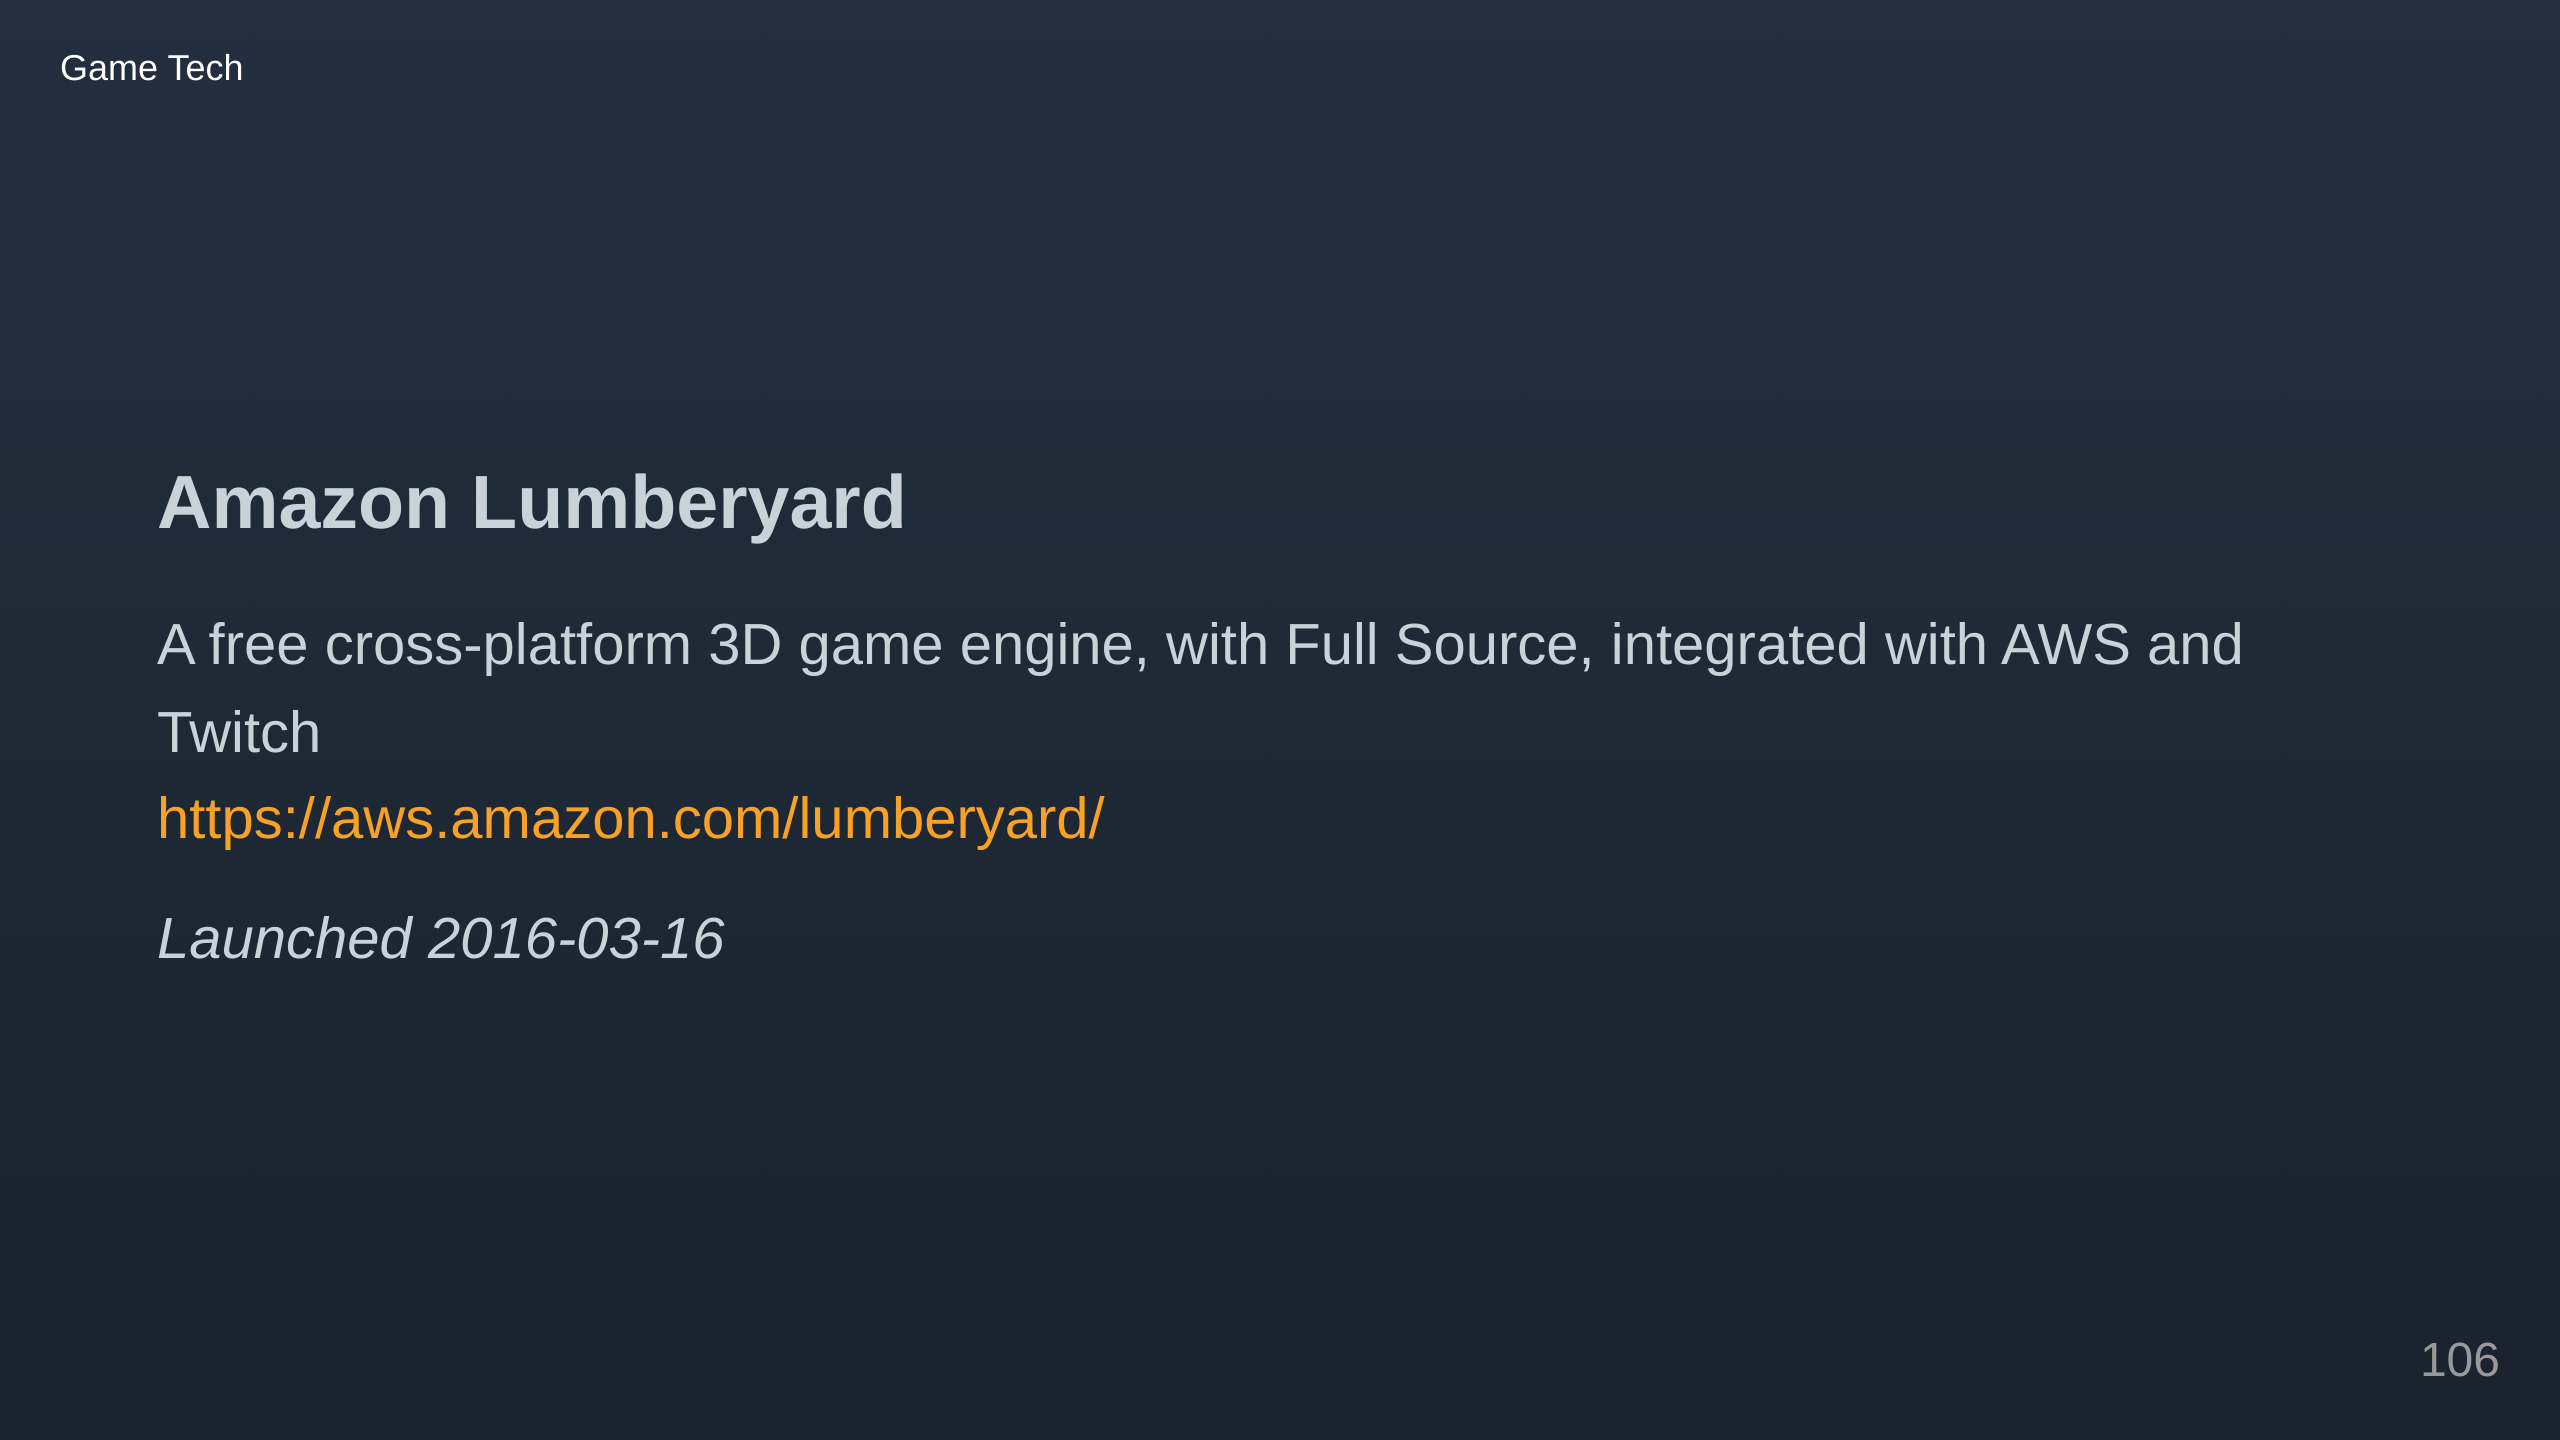 Game Tech
Amazon Lumberyard
A free cross-platform 3D game engine, with Full Source, integrated with AWS and
Twitch
https://aws.amazon.com/lumberyard/
Launched 2016-03-16
106